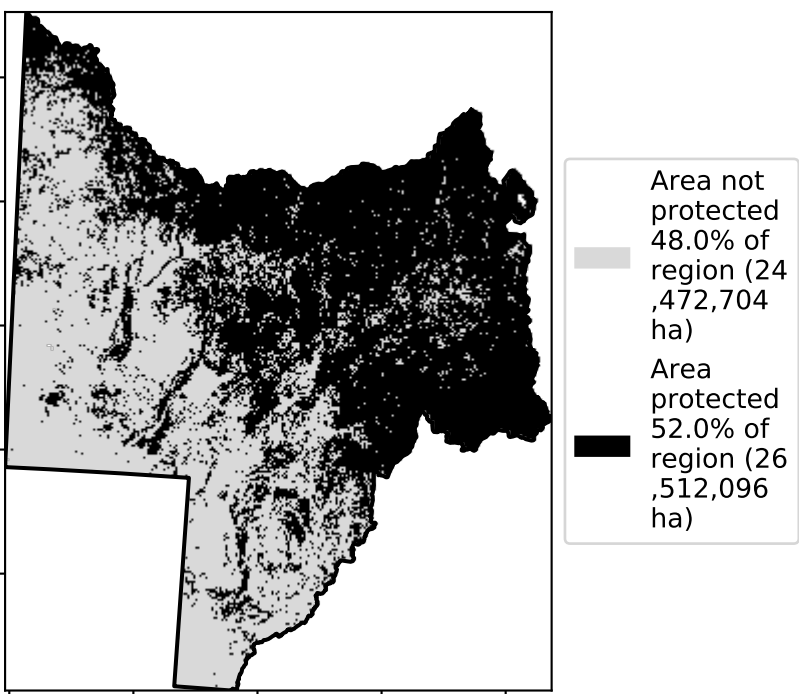 Area not
protected
48.0% of
region (24
,472,704
ha)
Area
protected
52.0% of
region (26
,512,096
ha)